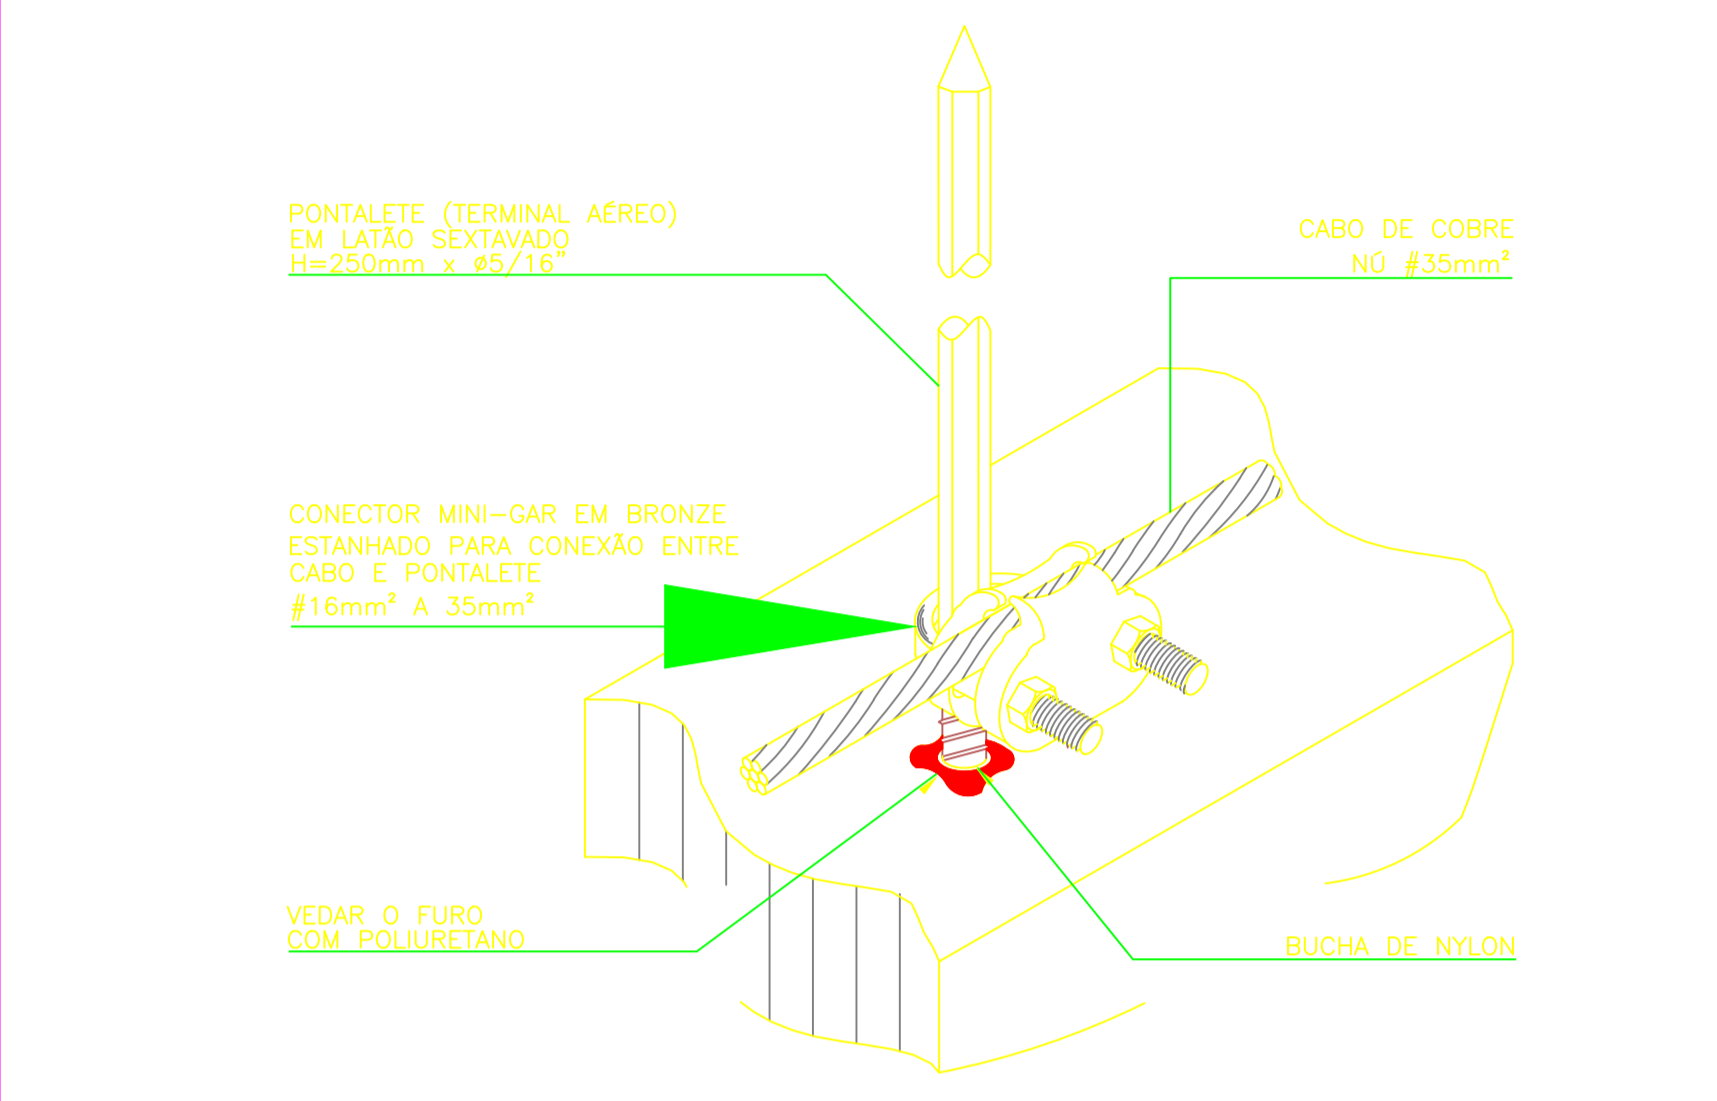 PONTALETE (TERMINAL AÉREO)
EM LATÃO SEXTAVADO
H=250mm x ø5/16"
CABO DE COBRE
NÚ #35mm²
CONECTOR MINI-GAR EM BRONZE
ESTANHADO PARA CONEXÃO ENTRE
CABO E PONTALETE
#16mm² A 35mm²
VEDAR O FURO
COM POLIURETANO
BUCHA DE NYLON